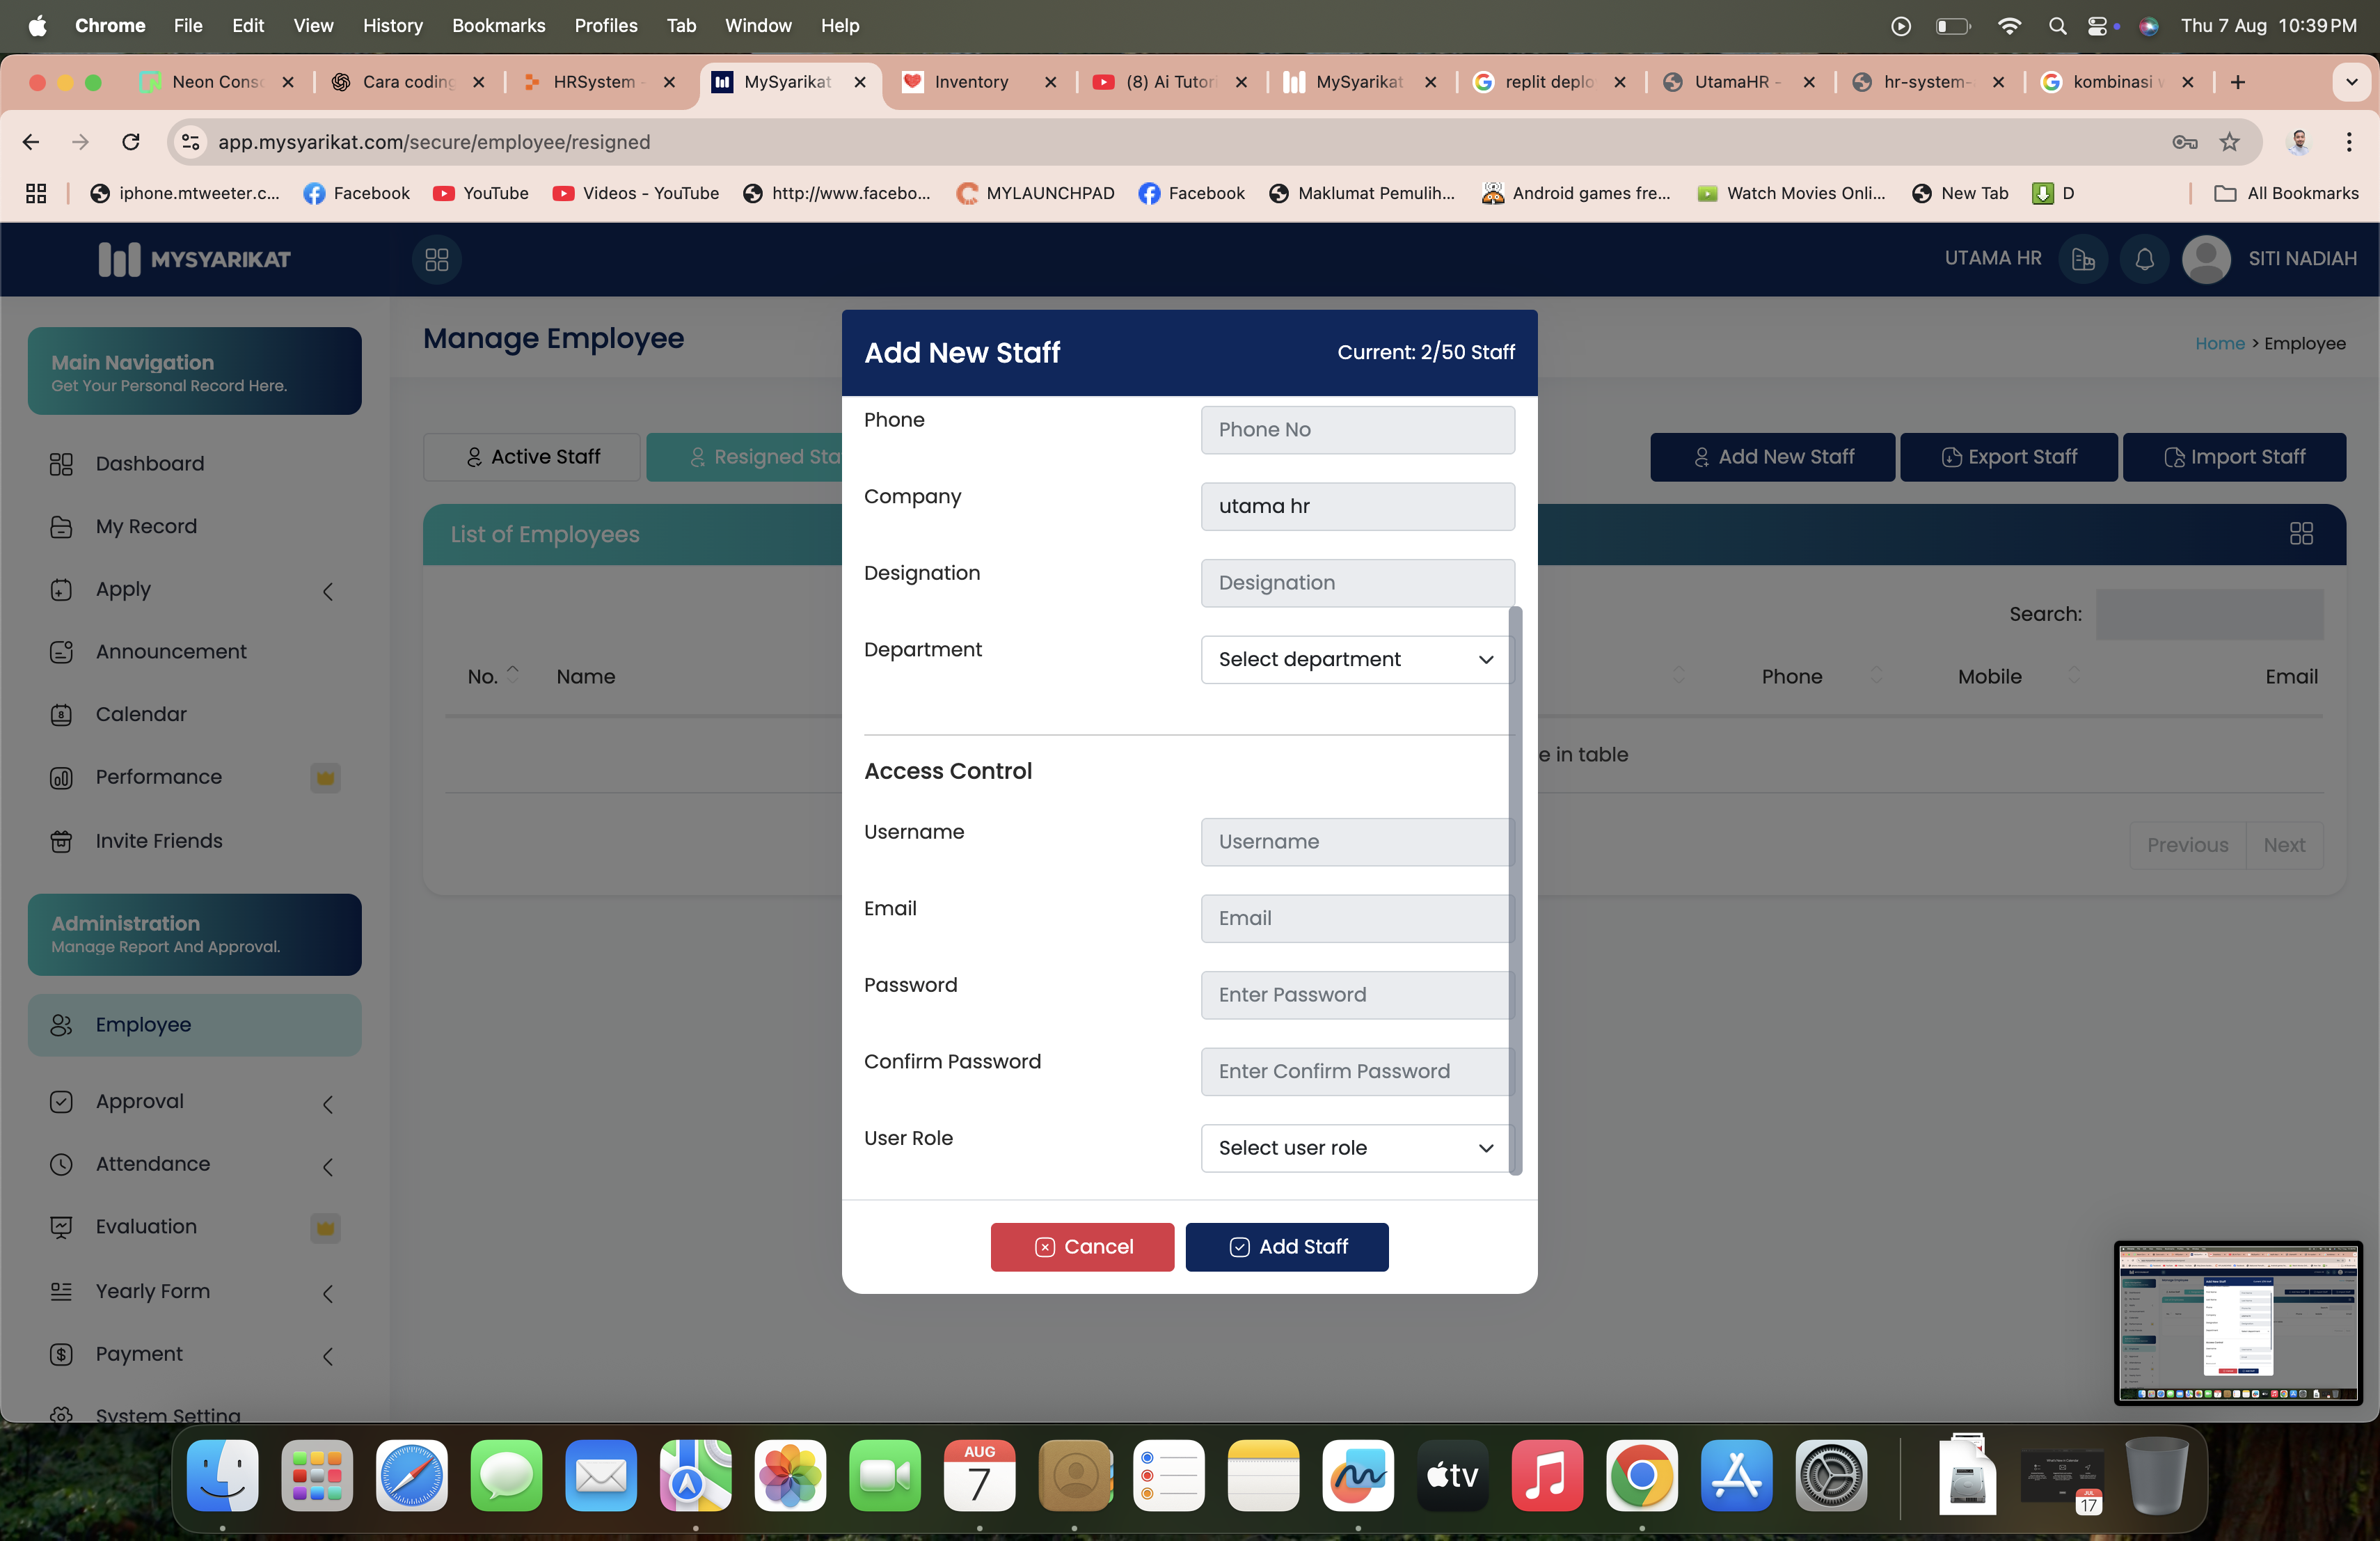 Chrome File Edit View History Bookmarks Profiles Tab Window Help Thu 7 Aug 10:39 PM
Neon Cons Cara coding HRSystem - MySyarikat Inventory (8) Ai Tutori MySyarikat replit deplo UtamaHR - hr-system- kombinasi w
app.mysyarikat.com/secure/employee/resigned
iphone.mtweeter.c... Facebook YouTube Videos - YouTube http://www.facebo... MYLAUNCHPAD Facebook Maklumat Pemulih... Android games fre... Watch Movies Onli... New Tab D All Bookmarks
MYSYARIKAT UTAMA HR SITI NADIAH
Manage Employee
Home > Employee
Main Navigation
Get Your Personal Record Here.
Dashboard
My Record
Apply
Announcement
Calendar
8
Performance
Invite Friends
Administration
Manage Report And Approval.
Employee
Approval
Attendance
Evaluation
Yearly Form
Payment
System Setting
Active Staff Resigned Sta
Add New Staff Export Staff Import Staff
List of Employees
Search:
No. Name Phone Mobile Email
e in table
Previous Next
Add New Staff Current: 2/50 Staff
Phone Phone No
Company utama hr
Designation Designation
Department Select department
Access Control
Username Username
Email Email
Password Enter Password
Confirm Password Enter Confirm Password
User Role Select user role
Cancel Add Staff
AUG
7
tv
JUL
17